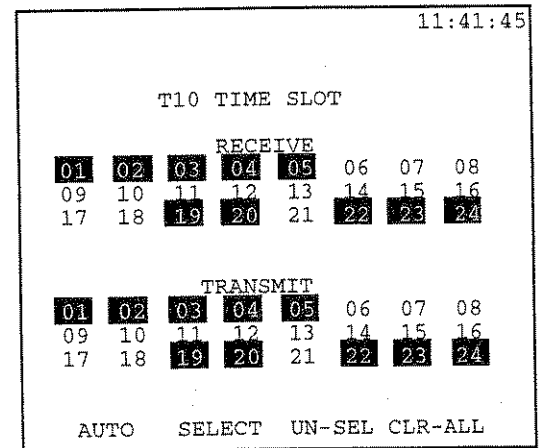 11:41:45
T10 TIME SLOT
RECEIVE
01 02 03 04 05 06 07 08
09 10 11 12 13 14 15 16
17 18 19 20 21 22 23 24
TRANSMIT
01 02 03 04 05 06 07 08
09 10 11 12 13 14 15 16
17 18 19 20 21 22 23 24
AUTO SELECT UN-SEL CLR-ALL